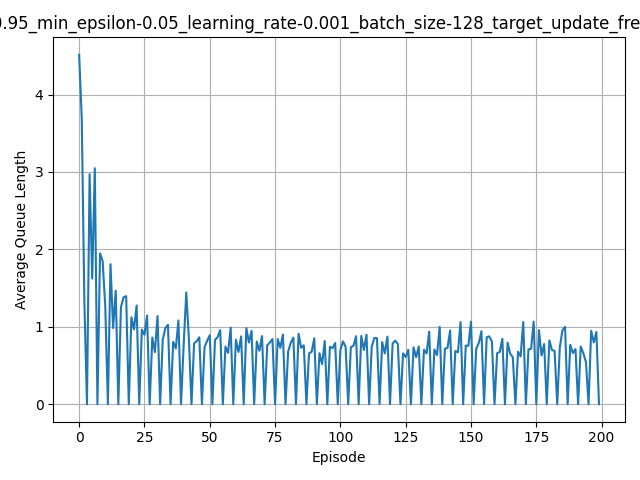 0.95_min_epsilon-0.05_learning_rate-0.001_batch_size-128_target_update_fre
Average Queue Length
4
3
2
1
0
0 25 50 75 100 125 150 175 200
Episode